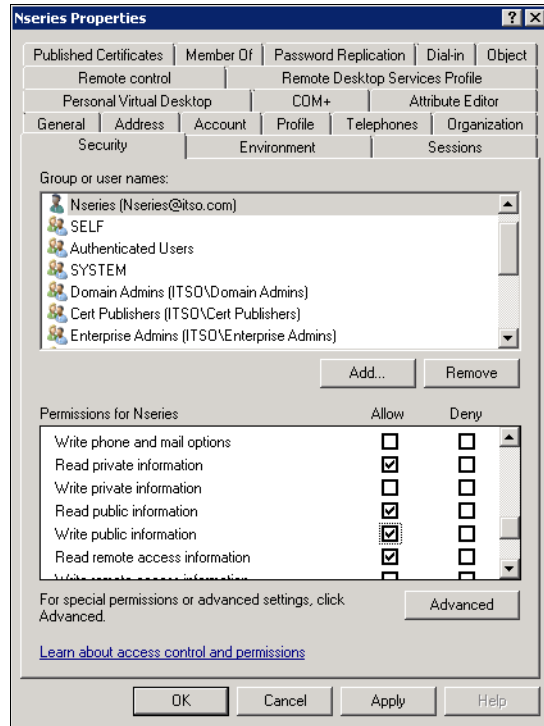 Nseries Properties
Published Certificates Member Of Password Replication Dial-in Object
Remote control Remote Desktop Services Profile
Personal Virtual Desktop COM+ Attribute Editor
General Address Account Profile Telephones Organization
Security Environment Sessions
Group or user names:
Nseries (Nseries@itso.com)
SELF
Authenticated Users
SYSTEM
Domain Admins (ITSO\Domain Admins)
Cert Publishers (ITSO\Cert Publishers)
Enterprise Admins (ITSO\Enterprise Admins)
Add... Remove
Permissions for Nseries Allow Deny
Write phone and mail options
Read private information
Write private information
Read public information
Write public information
Read remote access information
Write remote access information
For special permissions or advanced settings, click
Advanced.
Advanced
Learn about access control and permissions
OK Cancel Apply Help